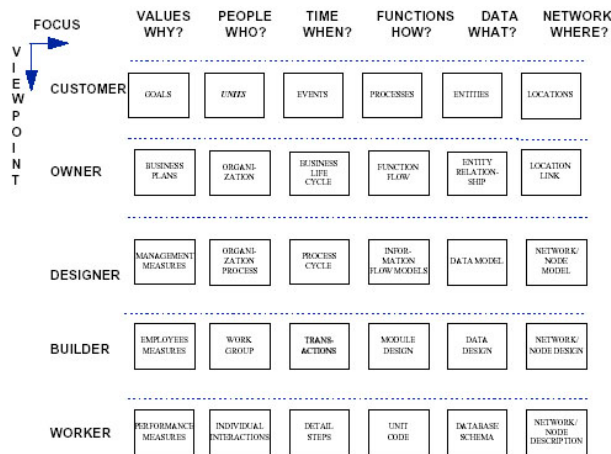 FOCUS
VIEWPOINT
VALUES PEOPLE TIME FUNCTIONS DATA NETWORK
WHY? WHO? WHEN? HOW? WHAT? WHERE?
CUSTOMER
GOALS UNITS EVENTS PROCESSES ENTITIES LOCATIONS
OWNER
BUSINESS PLANS
ORGANI-
ZATION
BUSINESS
LIFE
CYCLE
FUNCTION
FLOW
ENTITY
RELATION-
SHIP
LOCATION
LINK
DESIGNER
MANAGEMENT
MEASURES
ORGANI-
ZATION
PROCESS
PROCESS
CYCLE
INFOR-
MATION
FLOW MODELS
DATA MODEL
NETWORK/
NODE
MODEL
BUILDER
EMPLOYEES
MEASURES
WORK
GROUP
TRANS-
ACTIONS
MODULE
DESIGN
DATA
DESIGN
NETWORK/
NODE DESIGN
WORKER
PERFORMANCE
MEASURES
INDIVIDUAL
INTERACTIONS
DETAIL
STEPS
UNIT
CODE
DATABASE
SCHEMA
NETWORK/
NODE
DESCRIPTION